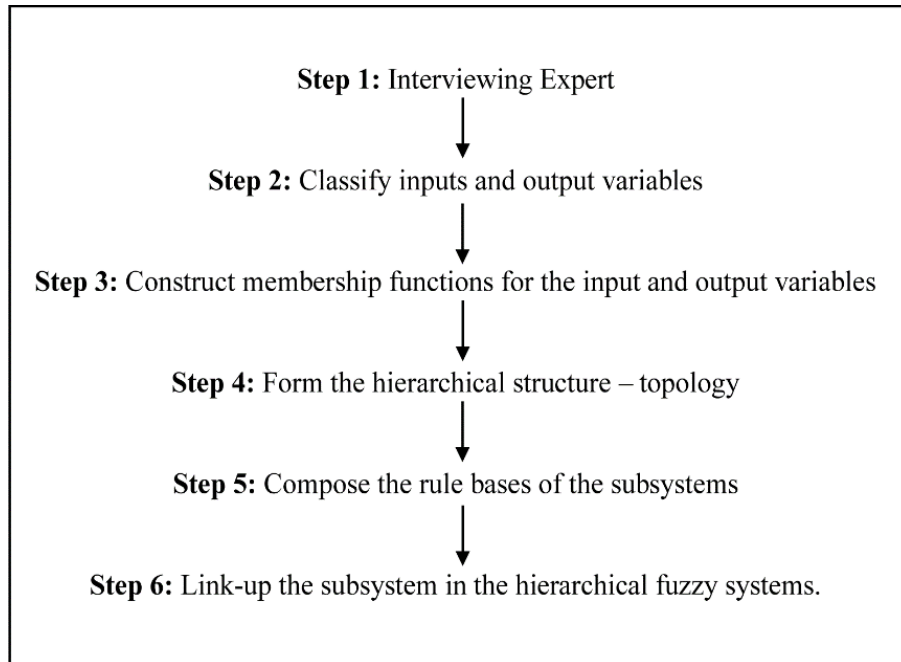 Step 1: Interviewing Expert
Step 2: Classify inputs and output variables
Step 3: Construct membership functions for the input and output variables
Step 4: Form the hierarchical structure – topology
Step 5: Compose the rule bases of the subsystems
Step 6: Link-up the subsystem in the hierarchical fuzzy systems.